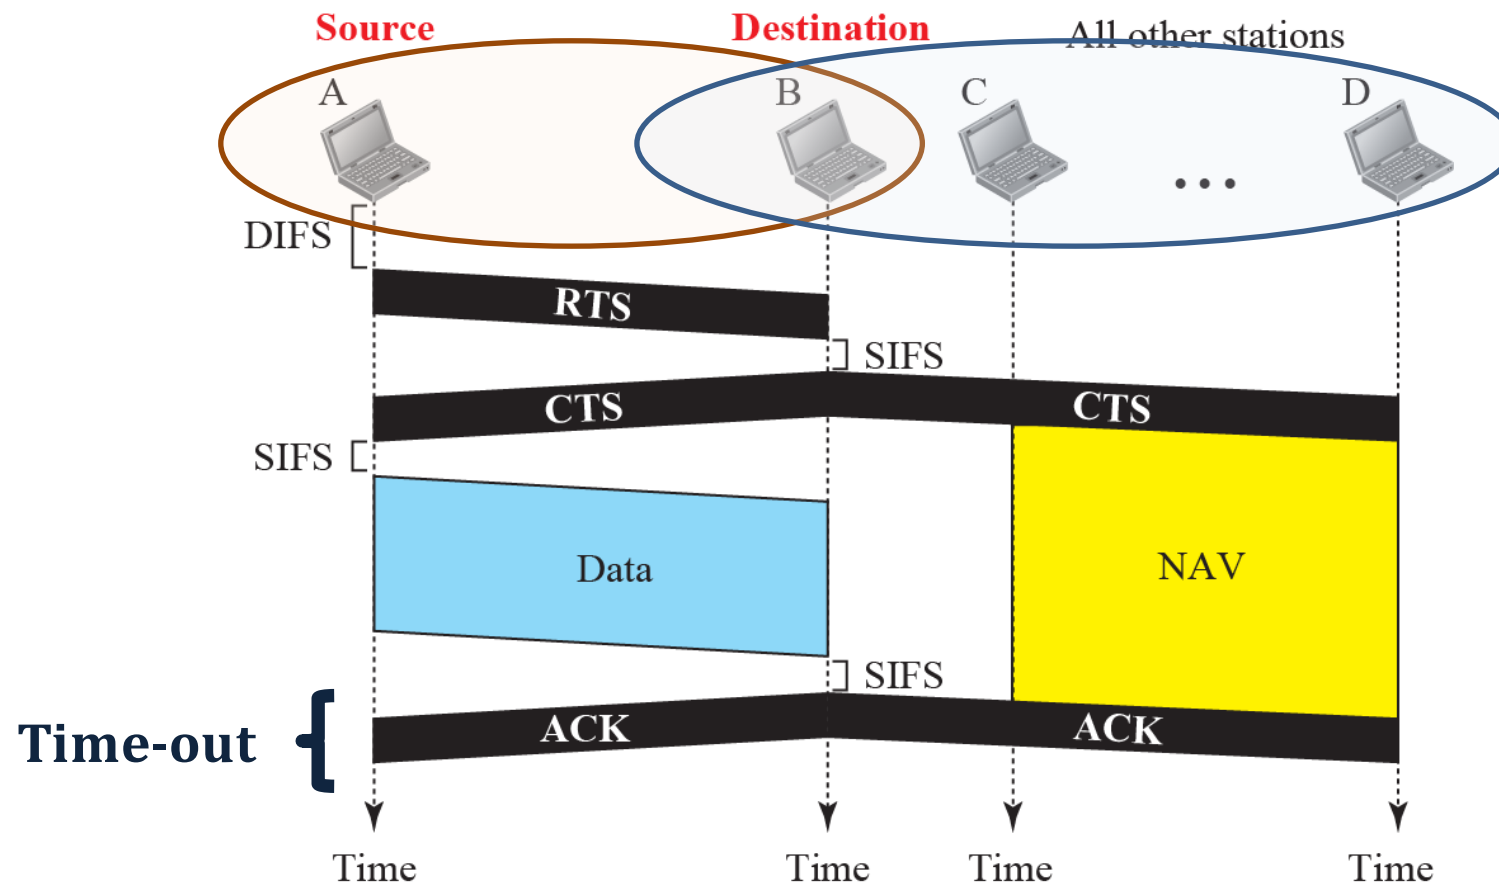 Source
Destination
All other stations
A
B
C
D
...
DIFS
RTS
SIFS
CTS
CTS
SIFS
Data
NAV
SIFS
ACK
ACK
Time-out
Time
Time
Time
Time